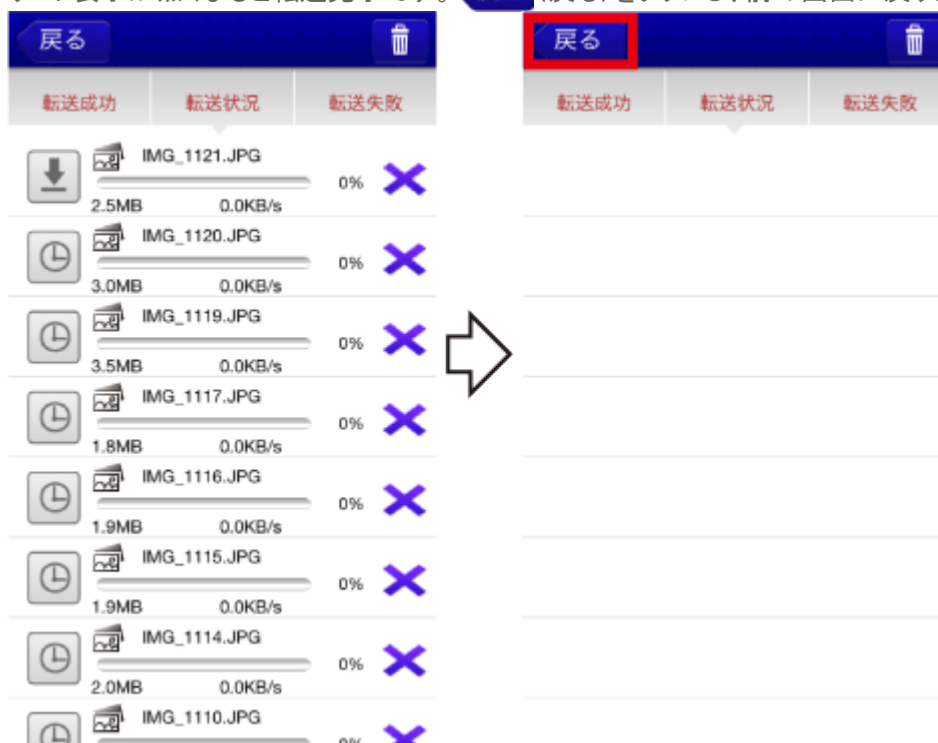 戻る
転送成功 転送状況 転送失敗
IMG_1121.JPG
0%
2.5MB 0.0KB/s
IMG_1120.JPG
0%
3.0MB 0.0KB/s
IMG_1119.JPG
0%
3.5MB 0.0KB/s
IMG_1117.JPG
0%
1.8MB 0.0KB/s
IMG_1116.JPG
0%
1.9MB 0.0KB/s
IMG_1115.JPG
0%
1.9MB 0.0KB/s
IMG_1114.JPG
0%
2.0MB 0.0KB/s
IMG_1110.JPG
戻る
転送成功 転送状況 転送失敗